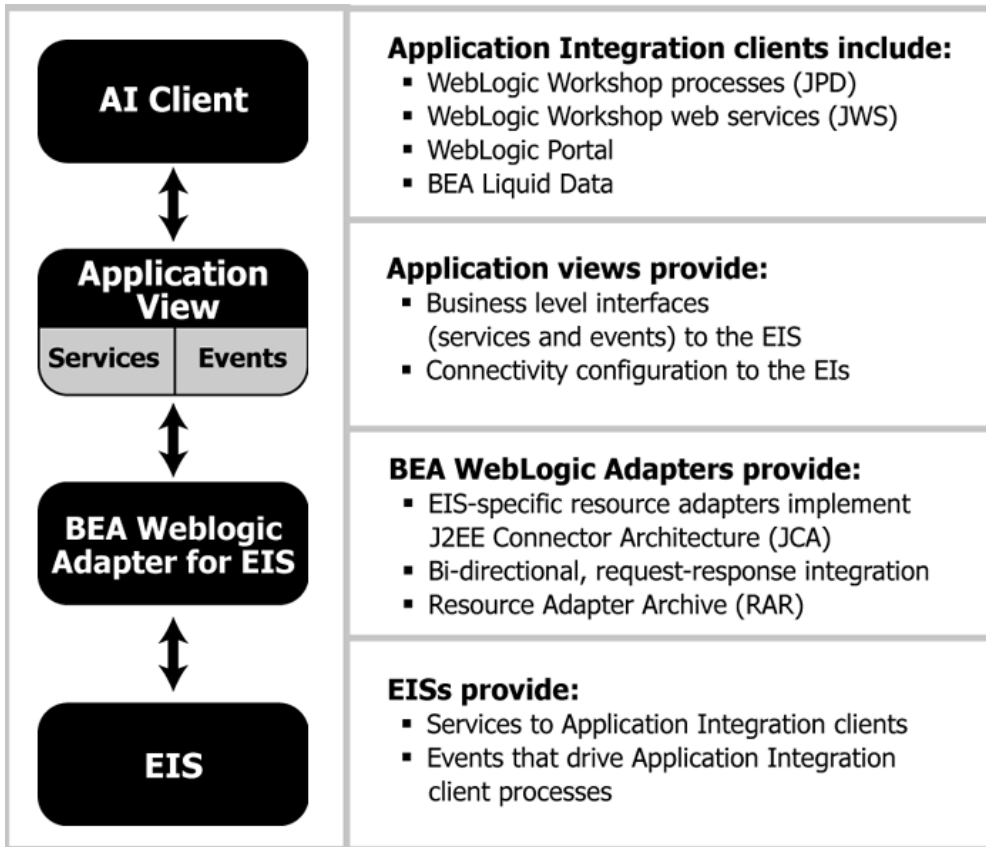 AI Client
Application Integration clients include:
▪ WebLogic Workshop processes (JPD)
▪ WebLogic Workshop web services (JWS)
▪ WebLogic Portal
▪ BEA Liquid Data
Application
View
Services
Events
Application views provide:
▪ Business level interfaces
(services and events) to the EIS
▪ Connectivity configuration to the EIs
BEA Weblogic
Adapter for EIS
BEA WebLogic Adapters provide:
▪ EIS-specific resource adapters implement
J2EE Connector Architecture (JCA)
▪ Bi-directional, request-response integration
▪ Resource Adapter Archive (RAR)
EIS
EISs provide:
▪ Services to Application Integration clients
▪ Events that drive Application Integration
client processes